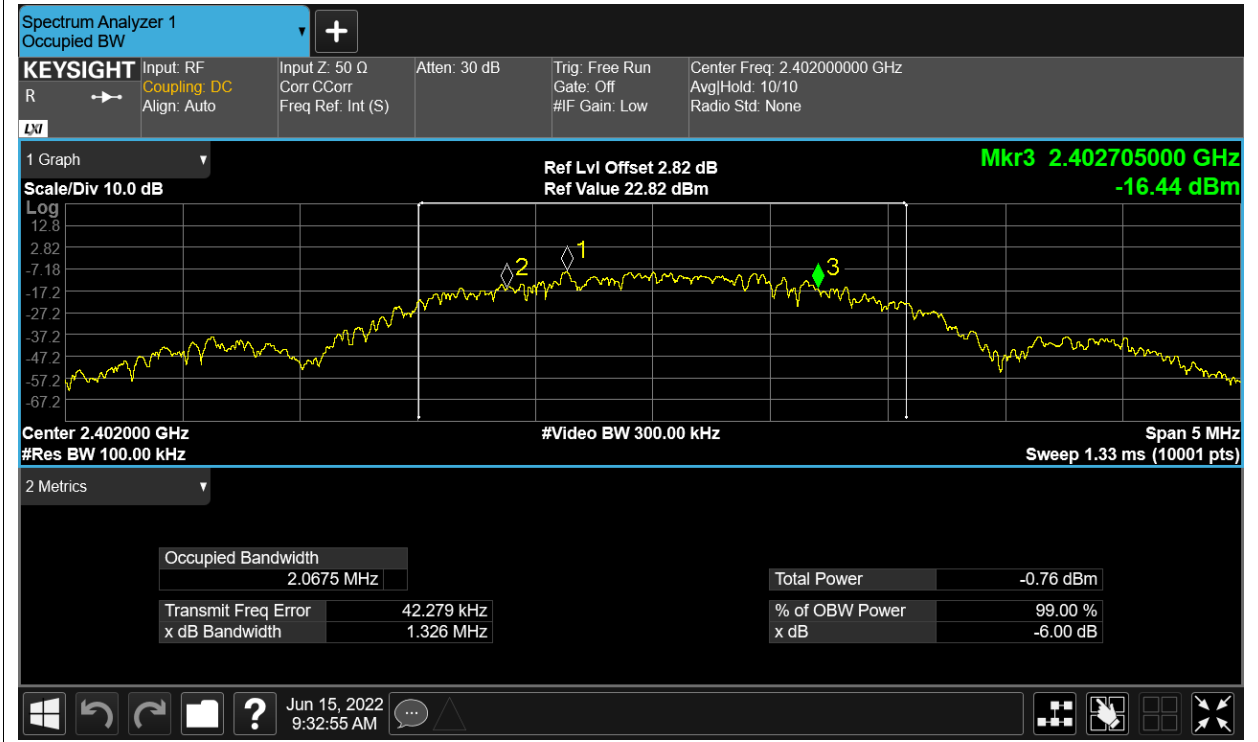 Spectrum Analyzer 1
Occupied BW
KEYSIGHT Input: RF Input Z: 50 Ω Atten: 30 dB Trig: Free Run Center Freq: 2.402000000 GHz
R Coupling: DC Corr CCorr Gate: Off Avg|Hold: 10/10
Align: Auto Freq Ref: Int (S) #IF Gain: Low Radio Std: None
LXI
1 Graph Ref Lvl Offset 2.82 dB Mkr3 2.402705000 GHz
Scale/Div 10.0 dB Ref Value 22.82 dBm -16.44 dBm
Log
12.8
2.82
-7.18
-17.2
-27.2
-37.2
-47.2
-57.2
-67.2
1
2
3
Center 2.402000 GHz #Video BW 300.00 kHz Span 5 MHz
#Res BW 100.00 kHz Sweep 1.33 ms (10001 pts)
2 Metrics
Occupied Bandwidth
2.0675 MHz Total Power -0.76 dBm
Transmit Freq Error 42.279 kHz % of OBW Power 99.00 %
x dB Bandwidth 1.326 MHz x dB -6.00 dB
? Jun 15, 2022
9:32:55 AM